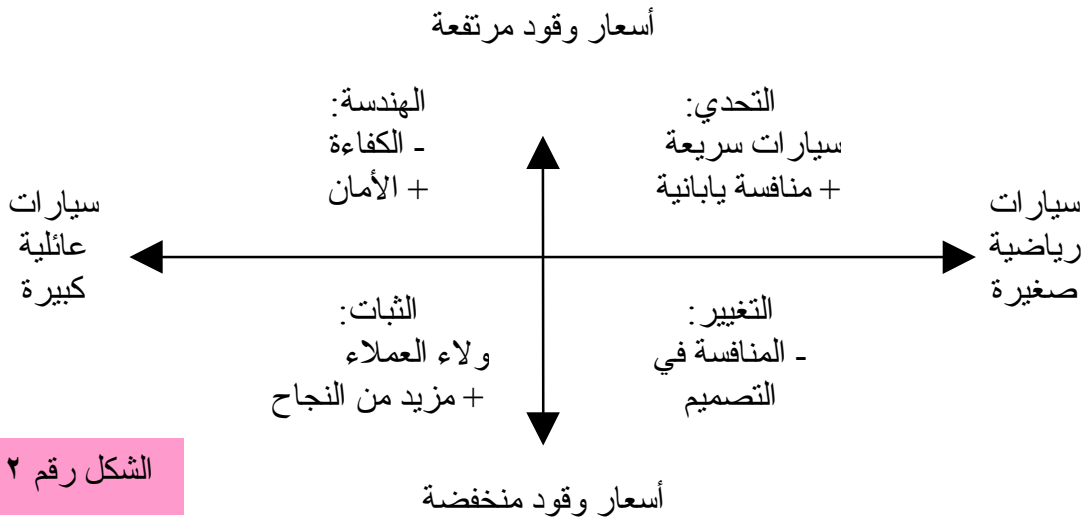 أسعار وقود مرتفعة
التحدي:
سيارات سريعة
+ منافسة يابانية
الهندسة:
- الكفاءة
+ الأمان
سيارات
رياضية
صغيرة
سيارات
عائلية
كبيرة
التغيير:
- المنافسة في
التصميم
الثبات:
ولاء العملاء
+ مزيد من النجاح
أسعار وقود منخفضة
الشكل رقم ٢